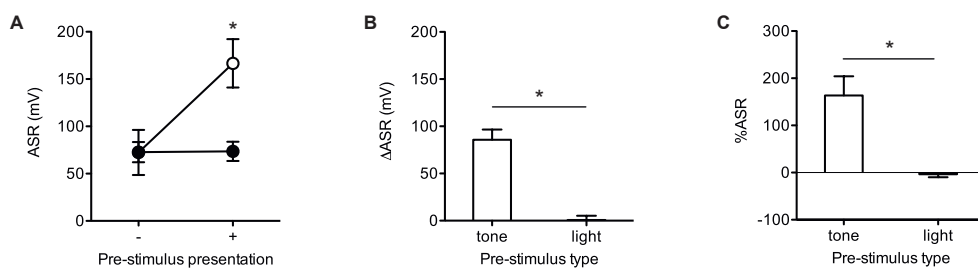 A
ASR (mV)
200
150
100
50
0
*
-
+
Pre-stimulus presentation
B
ΔASR (mV)
200
150
100
50
0
*
tone
light
Pre-stimulus type
C
%ASR
300
200
100
0
-100
*
tone
light
Pre-stimulus type